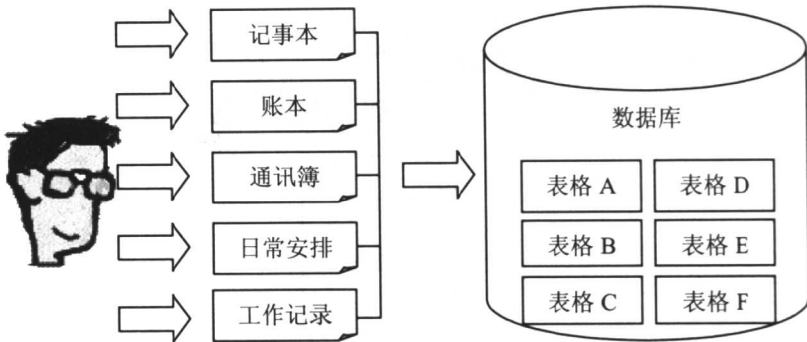 记事本
账本
通讯簿
日常安排
工作记录
数据库
表格 A
表格 D
表格 B
表格 E
表格 C
表格 F